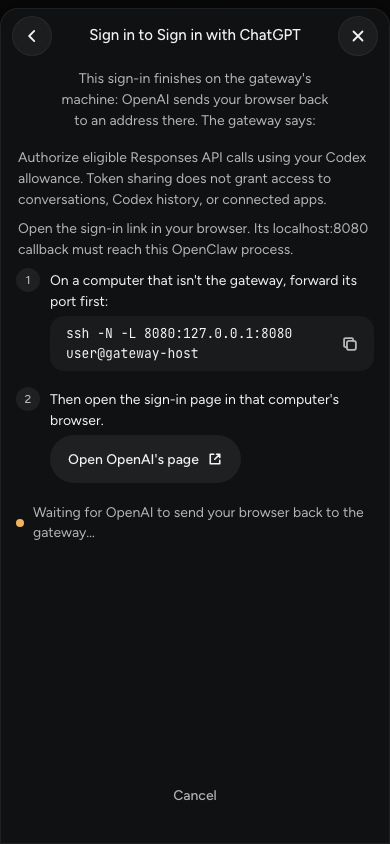 Sign in to Sign in with ChatGPT
This sign-in finishes on the gateway's
machine: OpenAI sends your browser back
to an address there. The gateway says:
Authorize eligible Responses API calls using your Codex
allowance. Token sharing does not grant access to
conversations, Codex history, or connected apps.
Open the sign-in link in your browser. Its localhost:8080
callback must reach this OpenClaw process.
1 On a computer that isn't the gateway, forward its
port first:
ssh -N -L 8080:127.0.0.1:8080
user@gateway-host
2 Then open the sign-in page in that computer's
browser.
Open OpenAI's page
Waiting for OpenAI to send your browser back to the
gateway...
Cancel